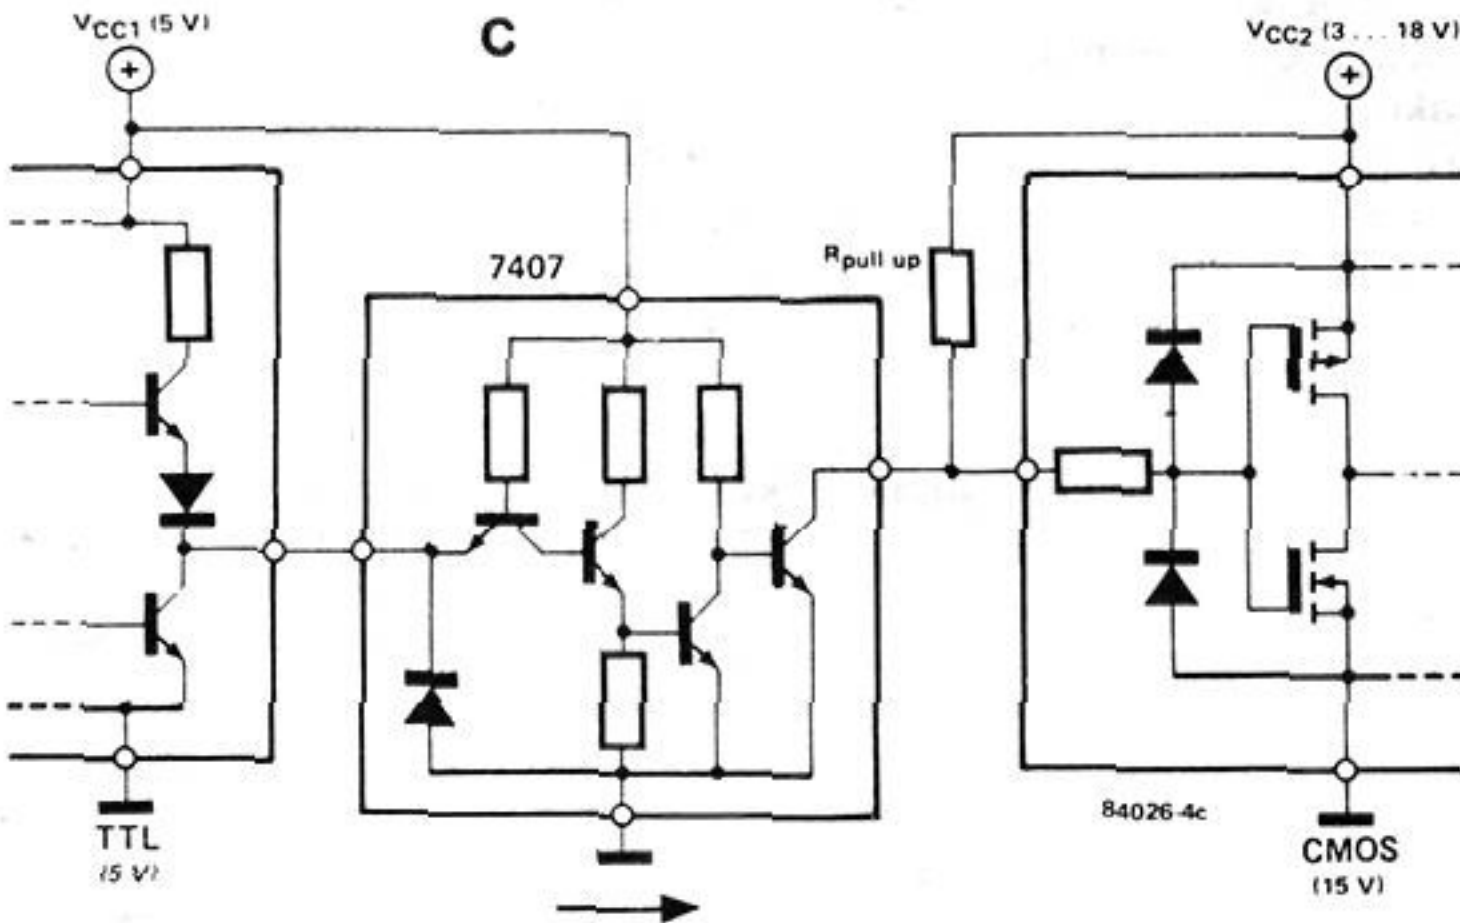 VCC1 (5 V)
C
VCC2 (3 ... 18 V)
7407
Rpull up
84026-4c
TTL
(5 V)
CMOS
(15 V)